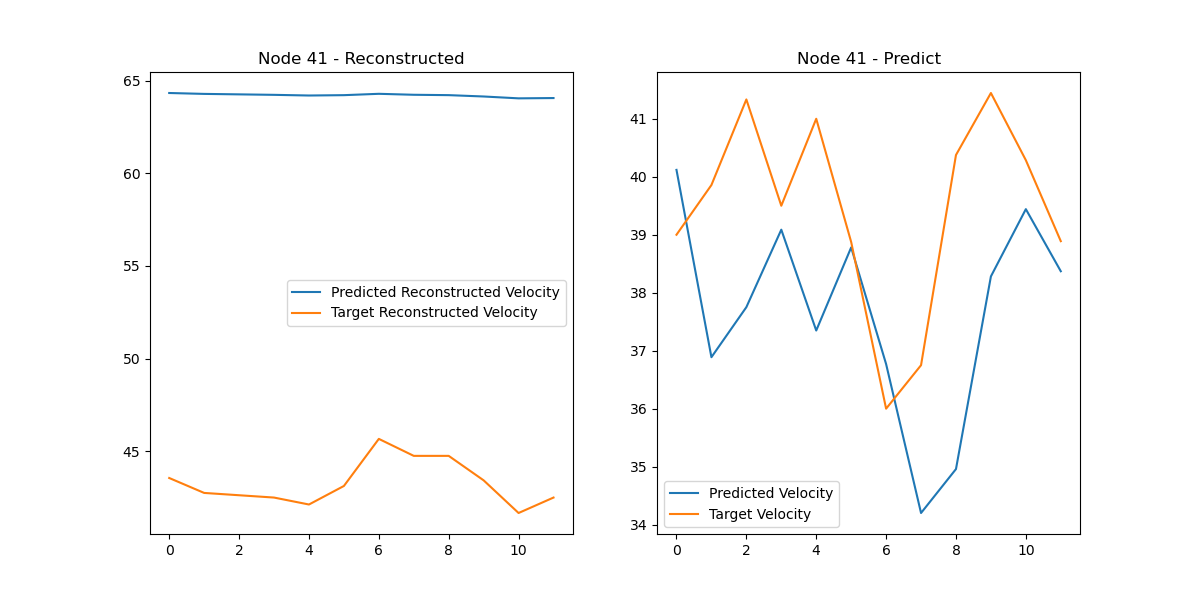 Node 41 - Reconstructed
65
60
55
50
45
0 2 4 6 8 10
Predicted Reconstructed Velocity
Target Reconstructed Velocity
Node 41 - Predict
41
40
39
38
37
36
35
34
0 2 4 6 8 10
Predicted Velocity
Target Velocity